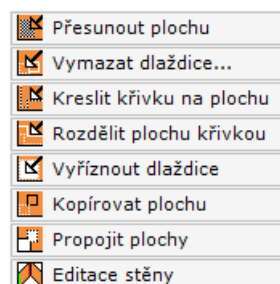 Přesunout plochu
Vymazat dlaždice...
Kreslit křivku na plochu
Rozdělit plochu křivkou
Vyříznout dlaždice
Kopírovat plochu
Propojit plochy
Editace stěny